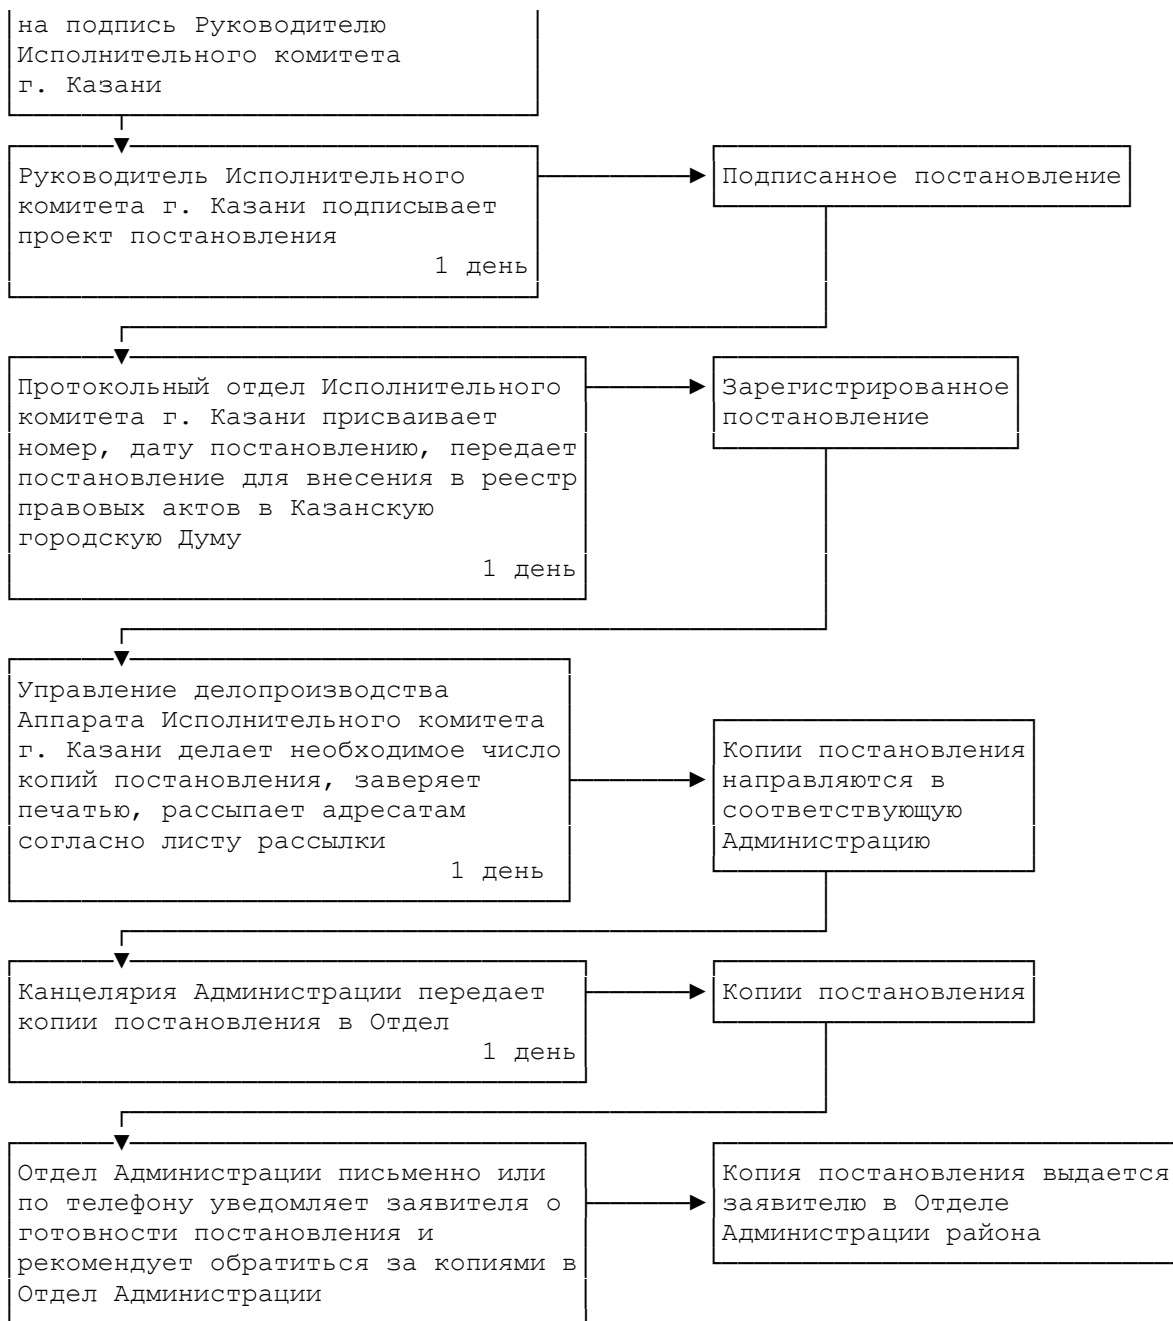 на подпись Руководителю
Исполнительного комитета
г. Казани
Руководитель Исполнительного
комитета г. Казани подписывает
проект постановления
1 день
Подписанное постановление
Протокольный отдел Исполнительного
комитета г. Казани присваивает
номер, дату постановлению, передает
постановление для внесения в реестр
правовых актов в Казанскую
городскую Думу
1 день
Зарегистрированное
постановление
Управление делопроизводства
Аппарата Исполнительного комитета
г. Казани делает необходимое число
копий постановления, заверяет
печатью, рассыпает адресатам
согласно листу рассылки
1 день
Копии постановления
направляются в
соответствующую
Администрацию
Канцелярия Администрации передает
копии постановления в Отдел
1 день
Копии постановления
Отдел Администрации письменно или
по телефону уведомляет заявителя о
готовности постановления и
рекомендует обратиться за копиями в
Отдел Администрации
Копия постановления выдается
заявителю в Отделе
Администрации района